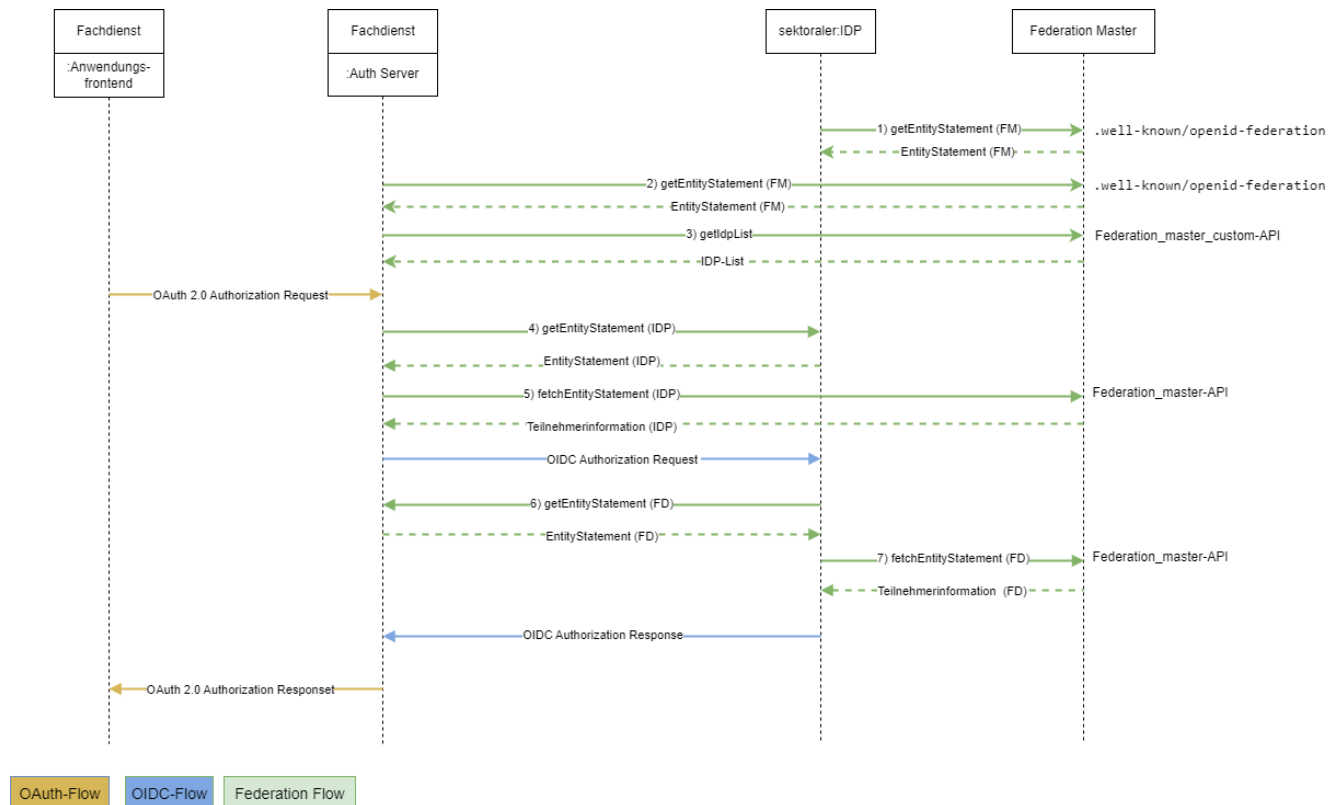 Fachdienst
Fachdienst
sektoraler:IDP
Federation Master
:Anwendungs-
frontend
:Auth Server
1) getEntityStatement (FM)
.well-known/openid-federation
EntityStatement (FM)
2) getEntityStatement (FM)
.well-known/openid-federation
EntityStatement (FM)
3) getIdpList
Federation_master_custom-API
IDP-List
OAuth 2.0 Authorization Request
4) getEntityStatement (IDP)
EntityStatement (IDP)
5) fetchEntityStatement (IDP)
Federation_master-API
Teilnehmerinformation (IDP)
OIDC Authorization Request
6) getEntityStatement (FD)
EntityStatement (FD)
7) fetchEntityStatement (FD)
Federation_master-API
Teilnehmerinformation (FD)
OIDC Authorization Response
OAuth 2.0 Authorization Responset
OAuth-Flow
OIDC-Flow
Federation Flow